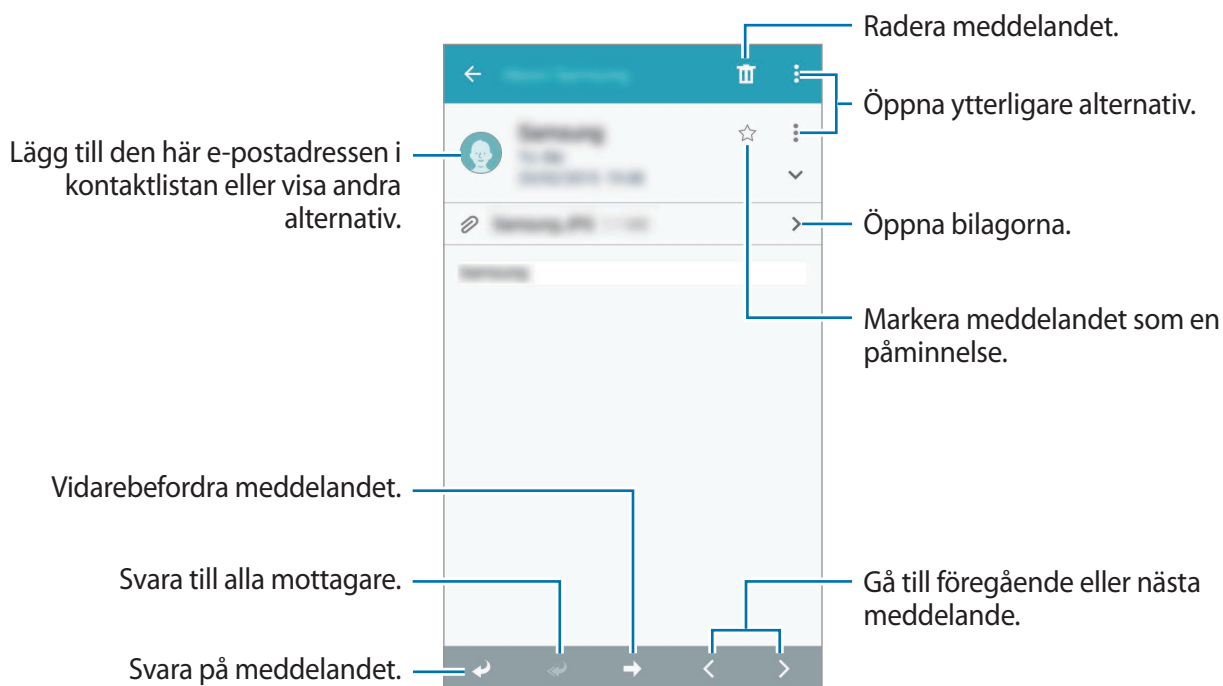 Radera meddelandet.
Öppna ytterligare alternativ.
Lägg till den här e-postadressen i
kontaktlistan eller visa andra
alternativ.
Öppna bilagorna.
Markera meddelandet som en
påminnelse.
Vidarebefordra meddelandet.
Svara till alla mottagare.
Gå till föregående eller nästa
meddelande.
Svara på meddelandet.